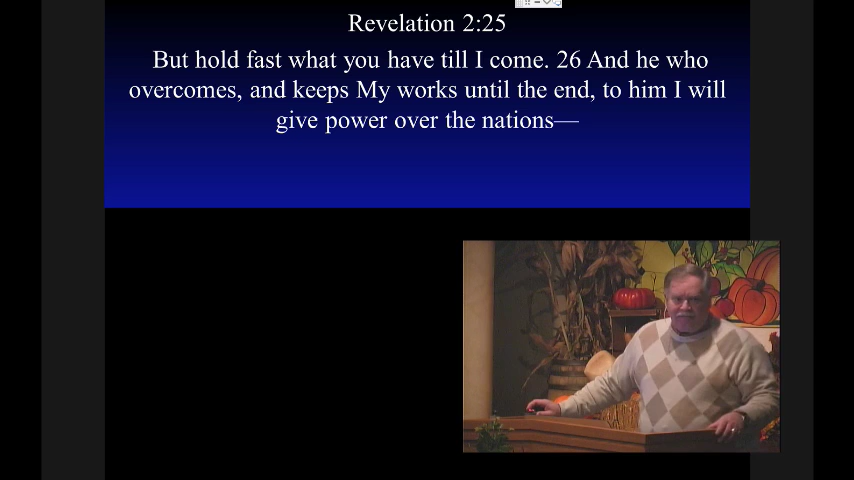 Revelation 2:25
But hold fast what you have till I come. 26 And he who
overcomes, and keeps My works until the end, to him I will
give power over the nations—